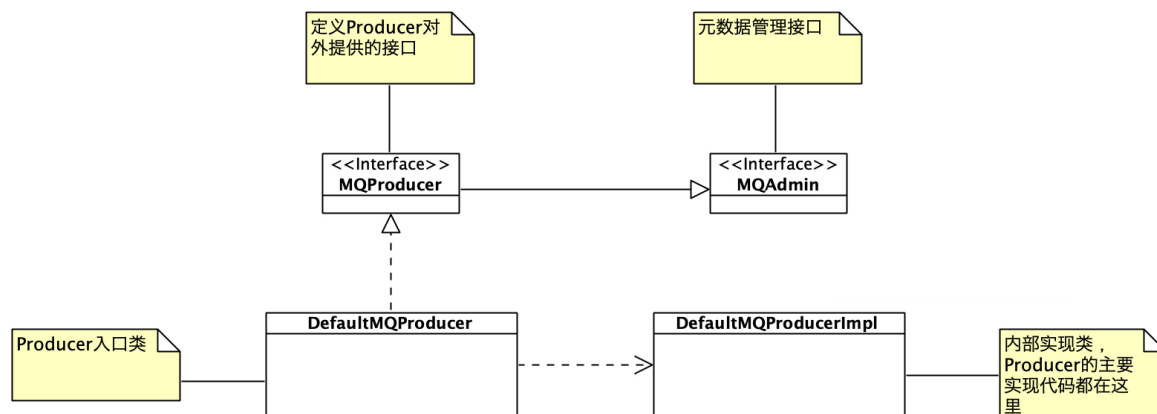 定义Producer对
外提供的接口
元数据管理接口
<<Interface>>
MQProducer
<<Interface>>
MQAdmin
DefaultMQProducer
DefaultMQProducerImpl
Producer入口类
内部实现类，
Producer的主要
实现代码都在这
里